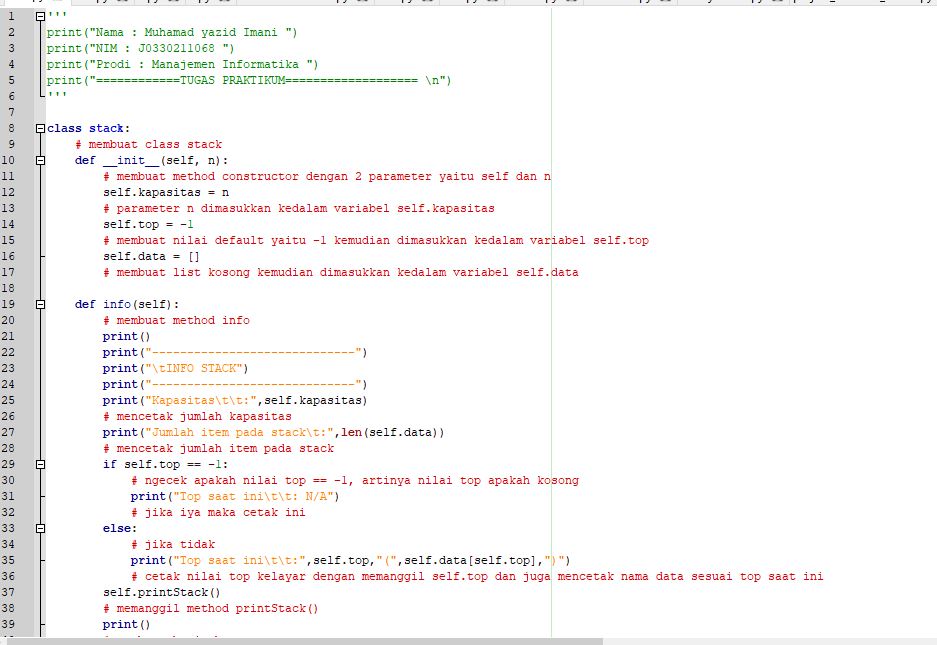 1 '''
2 print("Nama : Muhamad yazid Imani ")
3 print("NIM : J0330211068 ")
4 print("Prodi : Manajemen Informatika ")
5 print("============TUGAS PRAKTIKUM=================== \n")
6 '''
7
8 class stack:
9     # membuat class stack
10     def __init__(self, n):
11         # membuat method constructor dengan 2 parameter yaitu self dan n
12         self.kapasitas = n
13         # parameter n dimasukkan kedalam variabel self.kapasitas
14         self.top = -1
15         # membuat nilai default yaitu -1 kemudian dimasukkan kedalam variabel self.top
16         self.data = []
17         # membuat list kosong kemudian dimasukkan kedalam variabel self.data
18
19     def info(self):
20         # membuat method info
21         print()
22         print("-----------------------------")
23         print("\tINFO STACK")
24         print("-----------------------------")
25         print("Kapasitas\t\t:",self.kapasitas)
26         # mencetak jumlah kapasitas
27         print("Jumlah item pada stack\t:",len(self.data))
28         # mencetak jumlah item pada stack
29         if self.top == -1:
30             # ngecek apakah nilai top == -1, artinya nilai top apakah kosong
31             print("Top saat ini\t\t: N/A")
32             # jika iya maka cetak ini
33         else:
34             # jika tidak
35             print("Top saat ini\t\t:",self.top,"(",self.data[self.top],")")
36             # cetak nilai top kelayar dengan memanggil self.top dan juga mencetak nama data sesuai top saat ini
37         self.printStack()
38         # memanggil method printStack()
39         print()